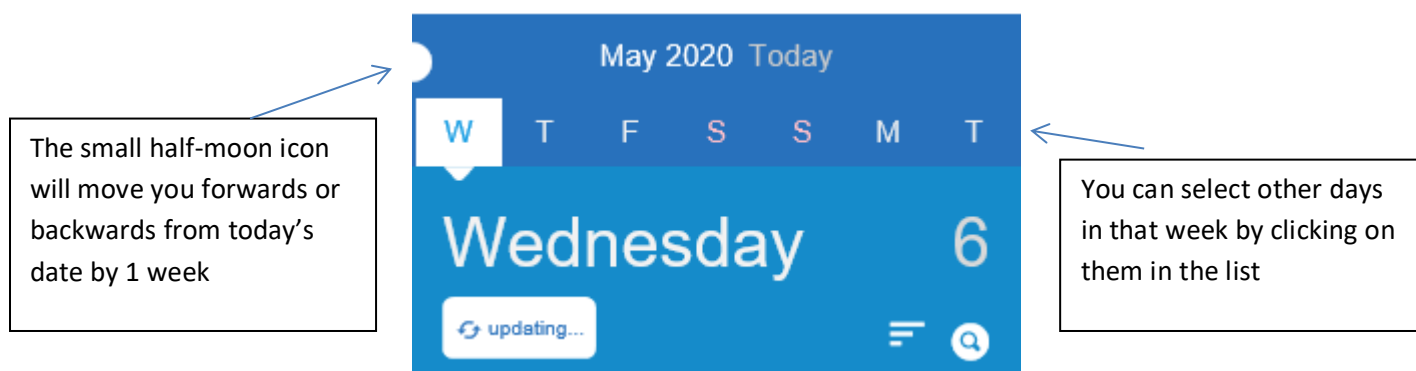 May 2020 Today
W T F S S M T
The small half-moon icon
will move you forwards or
backwards from today's
date by 1 week
Wednesday 6
updating...
You can select other days
in that week by clicking on
them in the list